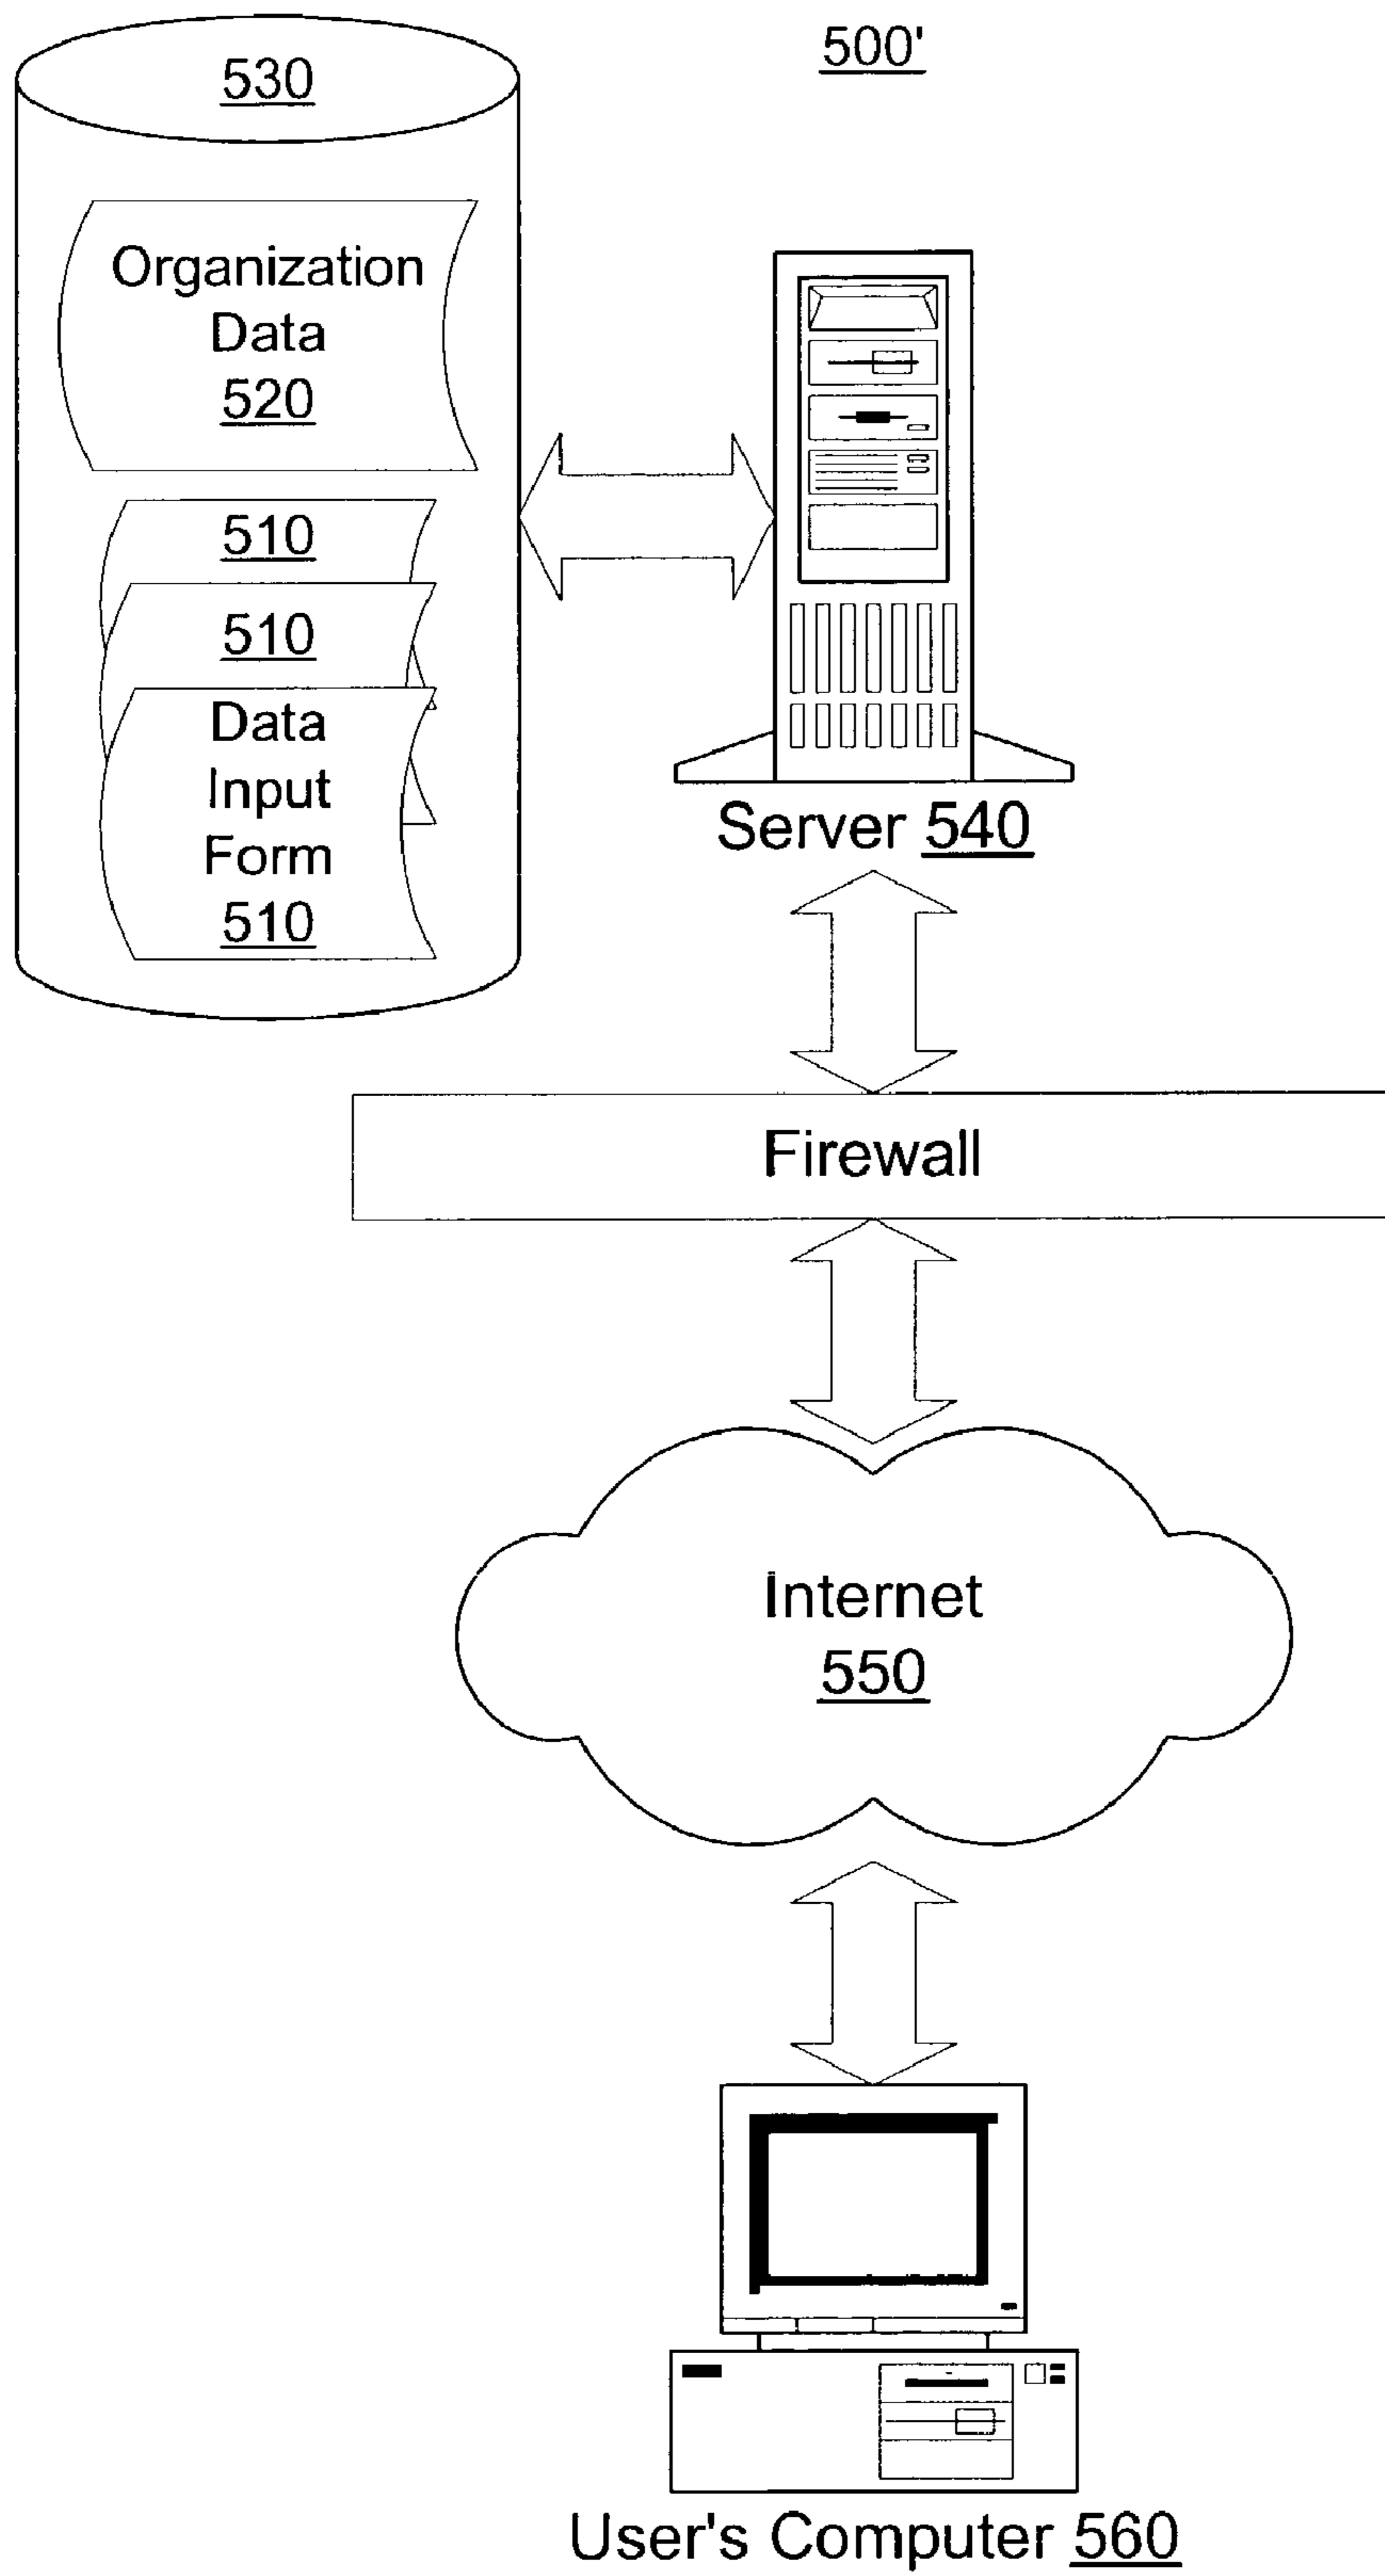 500'
530
Organization
Data
520
510
510
Data
Input
Form
510
Server 540
Firewall
Internet
550
User's Computer 560